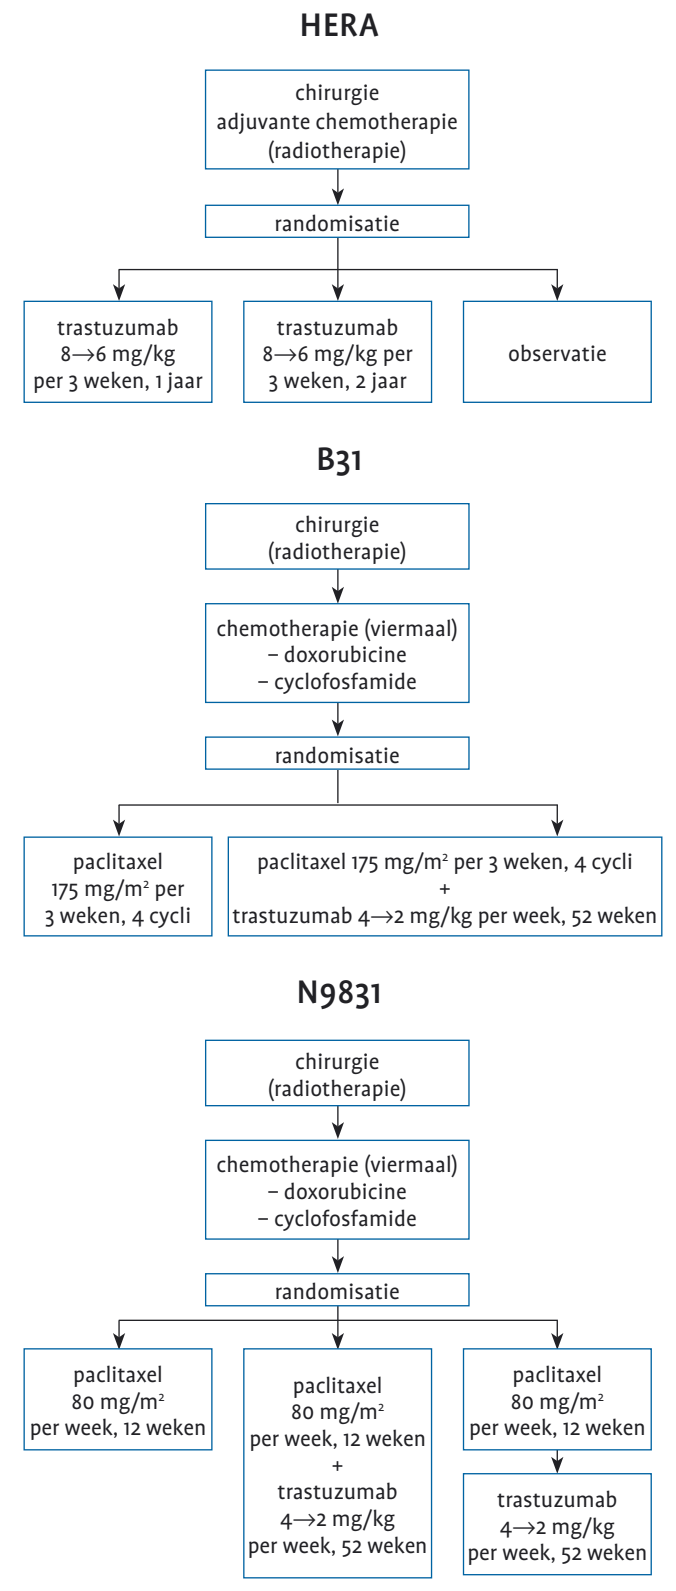 HERA
chirurgie
adjuvante chemotherapie
(radiotherapie)
randomisatie
trastuzumab
8→6 mg/kg
per 3 weken, 1 jaar
trastuzumab
8→6 mg/kg per
3 weken, 2 jaar
observatie
B31
chirurgie
(radiotherapie)
chemotherapie (viermaal)
– doxorubicine
– cyclofosfamide
randomisatie
paclitaxel
175 mg/m² per
3 weken, 4 cycli
paclitaxel 175 mg/m² per 3 weken, 4 cycli
+
trastuzumab 4→2 mg/kg per week, 52 weken
N9831
chirurgie
(radiotherapie)
chemotherapie (viermaal)
– doxorubicine
– cyclofosfamide
randomisatie
paclitaxel
80 mg/m²
per week, 12 weken
paclitaxel
80 mg/m²
per week, 12 weken
+
trastuzumab
4→2 mg/kg
per week, 52 weken
paclitaxel
80 mg/m²
per week, 12 weken
trastuzumab
4→2 mg/kg
per week, 52 weken